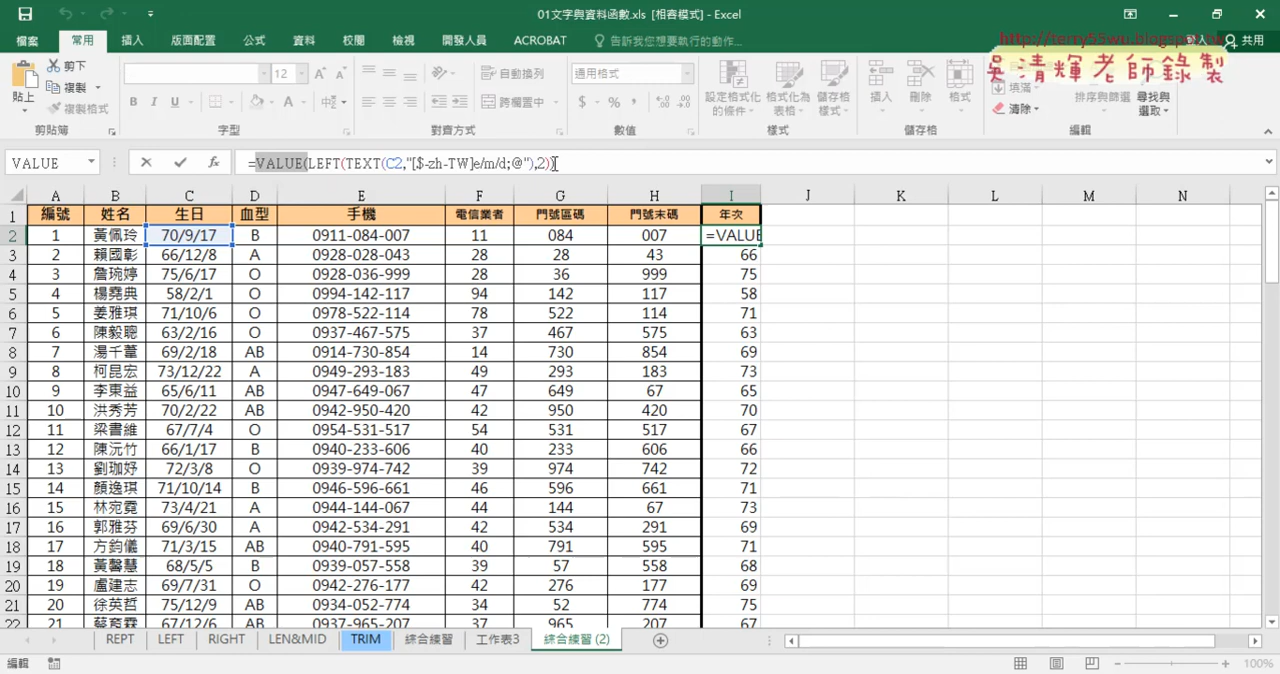 01文字與資料函數.xls [相容模式] - Excel
檔案 常用 插入 版面配置 公式 資料 校閱 檢視 開發人員 ACROBAT 告訴我您想要執行的動作... 共用
http://terry55wu.blogspot.tw
吳清輝老師錄製
貼上 剪下 複製 複製格式 12 自動換列 跨欄置中 通用格式 設定格式化的條件 格式化為表格 儲存格樣式 插入 刪除 格式 填滿 清除 排序與篩選 尋找與選取
剪貼簿 字型 對齊方式 數值 樣式 儲存格 編輯
VALUE =VALUE(LEFT(TEXT(C2,"[$-zh-TW]e/m/d;@"),2))
A B C D E F G H I J K L M N
1 編號 姓名 生日 血型 手機 電信業者 門號區碼 門號末碼 年次
2 1 黃佩玲 70/9/17 B 0911-084-007 11 084 007 =VALUE
3 2 賴國彰 66/12/8 A 0928-028-043 28 28 43 66
4 3 詹琬婷 75/6/17 O 0928-036-999 28 36 999 75
5 4 楊堯典 58/2/1 O 0994-142-117 94 142 117 58
6 5 姜雅琪 71/10/6 O 0978-522-114 78 522 114 71
7 6 陳毅聰 63/2/16 O 0937-467-575 37 467 575 63
8 7 湯千蕙 69/2/18 AB 0914-730-854 14 730 854 69
9 8 柯昆宏 73/12/22 A 0949-293-183 49 293 183 73
10 9 李東益 65/6/11 AB 0947-649-067 47 649 67 65
11 10 洪秀芳 70/2/22 AB 0942-950-420 42 950 420 70
12 11 梁書維 67/7/4 O 0954-531-517 54 531 517 67
13 12 陳沅竹 66/1/17 B 0940-233-606 40 233 606 66
14 13 劉珈妤 72/3/8 O 0939-974-742 39 974 742 72
15 14 顏逸琪 71/10/14 B 0946-596-661 46 596 661 71
16 15 林宛霓 73/4/21 A 0944-144-067 44 144 67 73
17 16 郭雅芬 69/6/30 A 0942-534-291 42 534 291 69
18 17 方鈞儀 71/3/15 AB 0940-791-595 40 791 595 71
19 18 黃馨慧 68/5/5 B 0939-057-558 39 57 558 68
20 19 盧建志 69/7/31 O 0942-276-177 42 276 177 69
21 20 徐英哲 75/12/9 AB 0934-052-774 34 52 774 75
22 21 67/12/6 AB 0937-965-207 37 965 207 67
REPT LEFT RIGHT LEN&MID TRIM 綜合練習 工作表3 綜合練習 (2)
編輯 100%